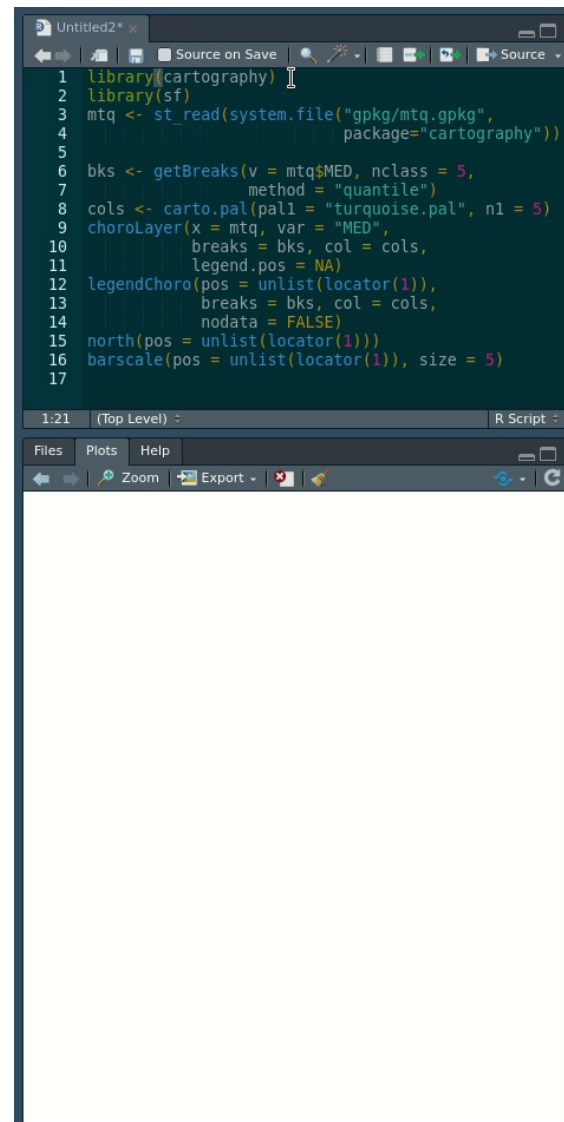 Untitled2*
Source on Save Source
1 library(cartography)
2 library(sf)
3 mtq <- st_read(system.file("gpkg/mtq.gpkg",
4 package="cartography"))
5
6 bks <- getBreaks(v = mtq$MED, nclass = 5,
7 method = "quantile")
8 cols <- carto.pal(pal1 = "turquoise.pal", n1 = 5)
9 choroLayer(x = mtq, var = "MED",
10 breaks = bks, col = cols,
11 legend.pos = NA)
12 legendChoro(pos = unlist(locator(1)),
13 breaks = bks, col = cols,
14 nodata = FALSE)
15 north(pos = unlist(locator(1)))
16 barscale(pos = unlist(locator(1)), size = 5)
17
1:21 (Top Level) R Script
Files Plots Help
Zoom Export